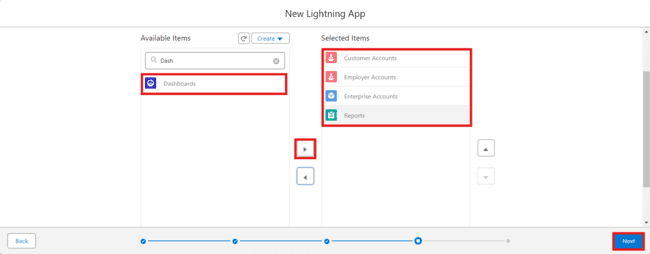 New Lightning App
Available Items
Create
Selected Items
Dash
Dashboards
Customer Accounts
Employer Accounts
Enterprise Accounts
Reports
Back
Next